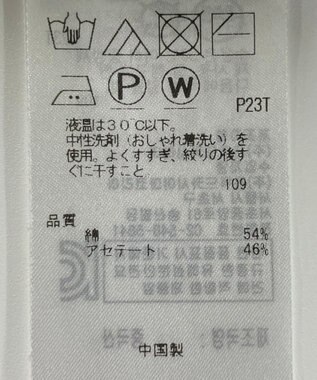 P W
P23T
液温は30℃以下。
中性洗剤（おしゃれ着洗い）を
使用。よくすすぎ、絞りの後す
ぐに干すこと
109
品質
綿 54%
アセテート 46%
中国製